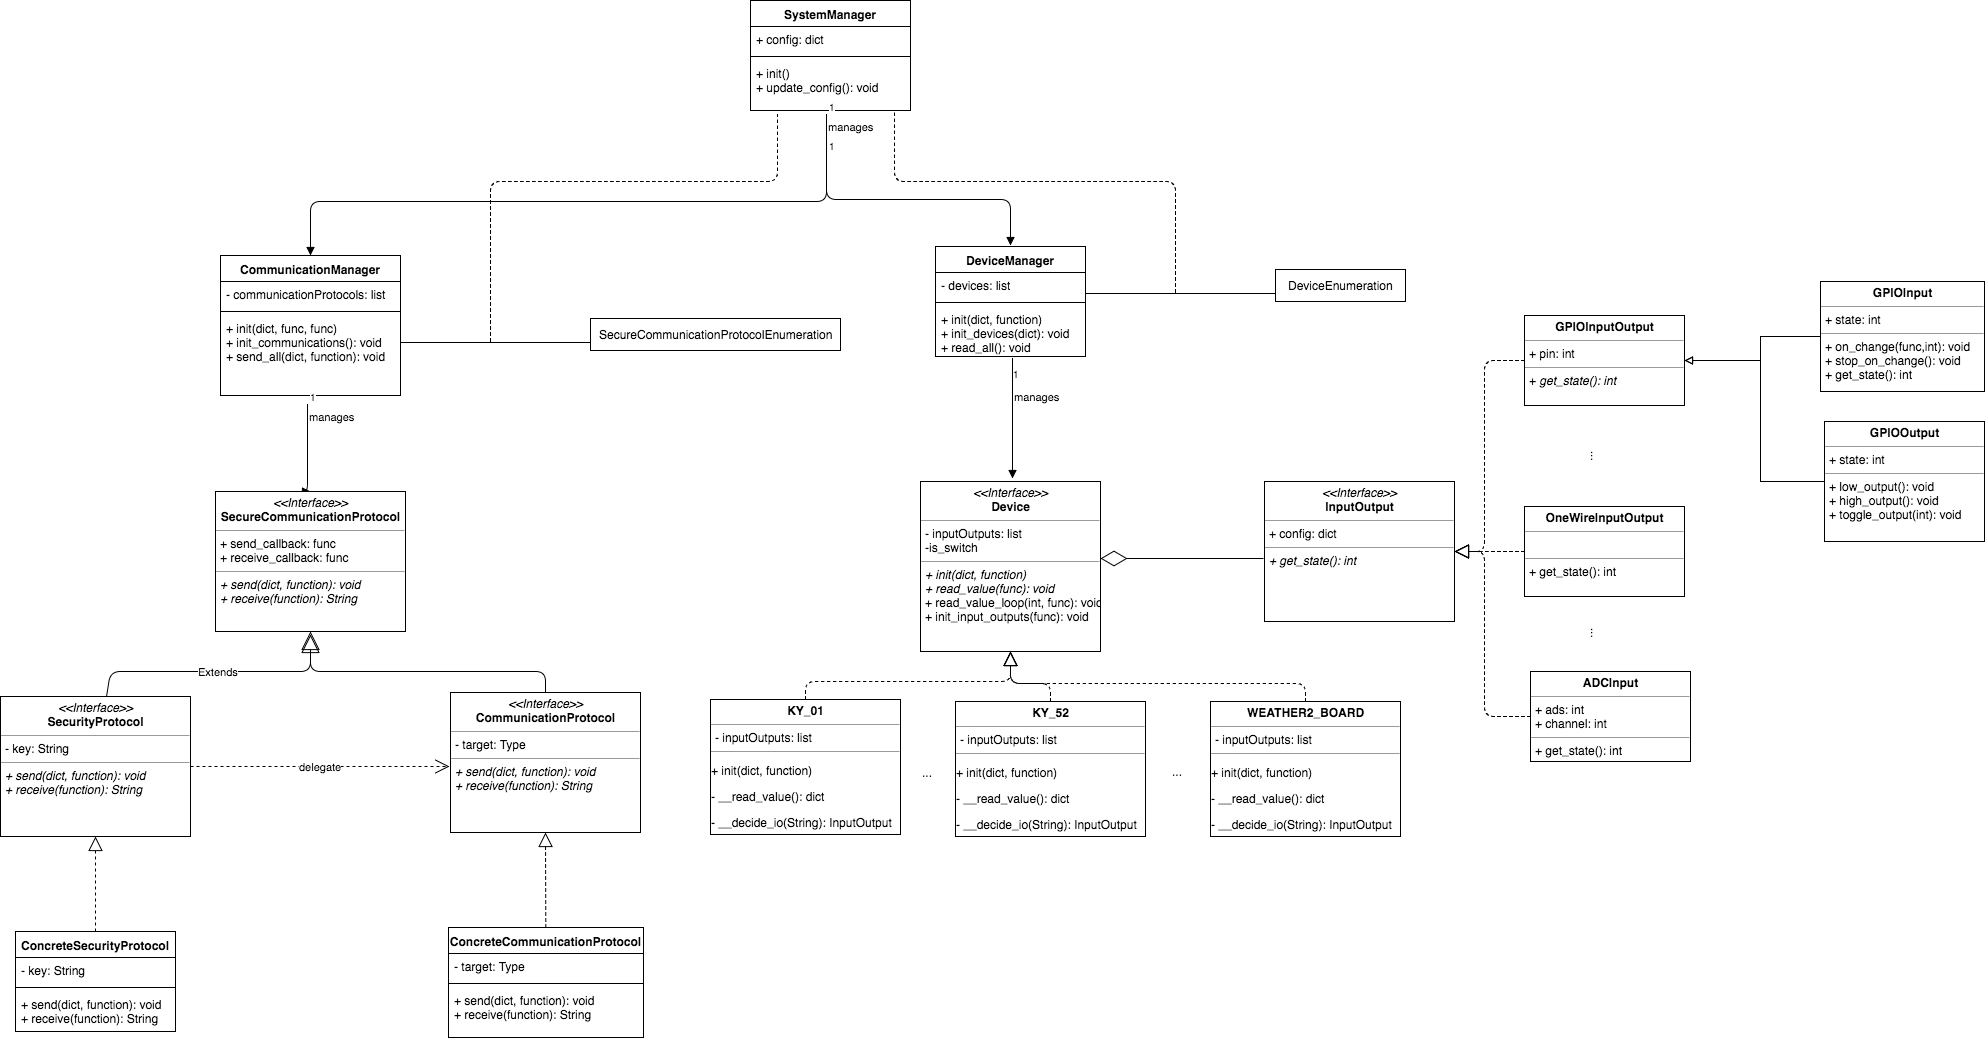 SystemManager
+ config: dict
+ init()
+ update_config(): void
1
manages
1
CommunicationManager
- communicationProtocols: list
+ init(dict, func, func)
+ init_communications(): void
+ send_all(dict, function): void
1
manages
SecureCommunicationProtocolEnumeration
DeviceManager
- devices: list
+ init(dict, function)
+ init_devices(dict): void
+ read_all(): void
1
manages
DeviceEnumeration
GPIOInputOutput
+ pin: int
+ get_state(): int
GPIOInput
+ state: int
+ on_change(func,int): void
+ stop_on_change(): void
+ get_state(): int
GPIOOutput
+ state: int
+ low_output(): void
+ high_output(): void
+ toggle_output(int): void
...
<<Interface>>
SecureCommunicationProtocol
+ send_callback: func
+ receive_callback: func
+ send(dict, function): void
+ receive(function): String
<<Interface>>
Device
- inputOutputs: list
-is_switch
+ init(dict, function)
+ read_value(func): void
+ read_value_loop(int, func): void
+ init_input_outputs(func): void
<<Interface>>
InputOutput
+ config: dict
+ get_state(): int
OneWireInputOutput
+ get_state(): int
...
ADCInput
+ ads: int
+ channel: int
+ get_state(): int
Extends
<<Interface>>
SecurityProtocol
- key: String
+ send(dict, function): void
+ receive(function): String
delegate
<<Interface>>
CommunicationProtocol
- target: Type
+ send(dict, function): void
+ receive(function): String
KY_01
- inputOutputs: list
+ init(dict, function)
- __read_value(): dict
- __decide_io(String): InputOutput
...
KY_52
- inputOutputs: list
+ init(dict, function)
- __read_value(): dict
- __decide_io(String): InputOutput
...
WEATHER2_BOARD
- inputOutputs: list
+ init(dict, function)
- __read_value(): dict
- __decide_io(String): InputOutput
ConcreteSecurityProtocol
- key: String
+ send(dict, function): void
+ receive(function): String
ConcreteCommunicationProtocol
- target: Type
+ send(dict, function): void
+ receive(function): String